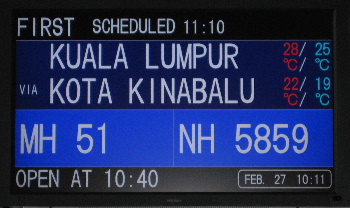 FIRST SCHEDULED 11:10
KUALA LUMPUR 28℃/ 25℃
VIA KOTA KINABALU 22℃/ 19℃
MH 51 NH 5859
OPEN AT 10:40 FEB. 27 10:11